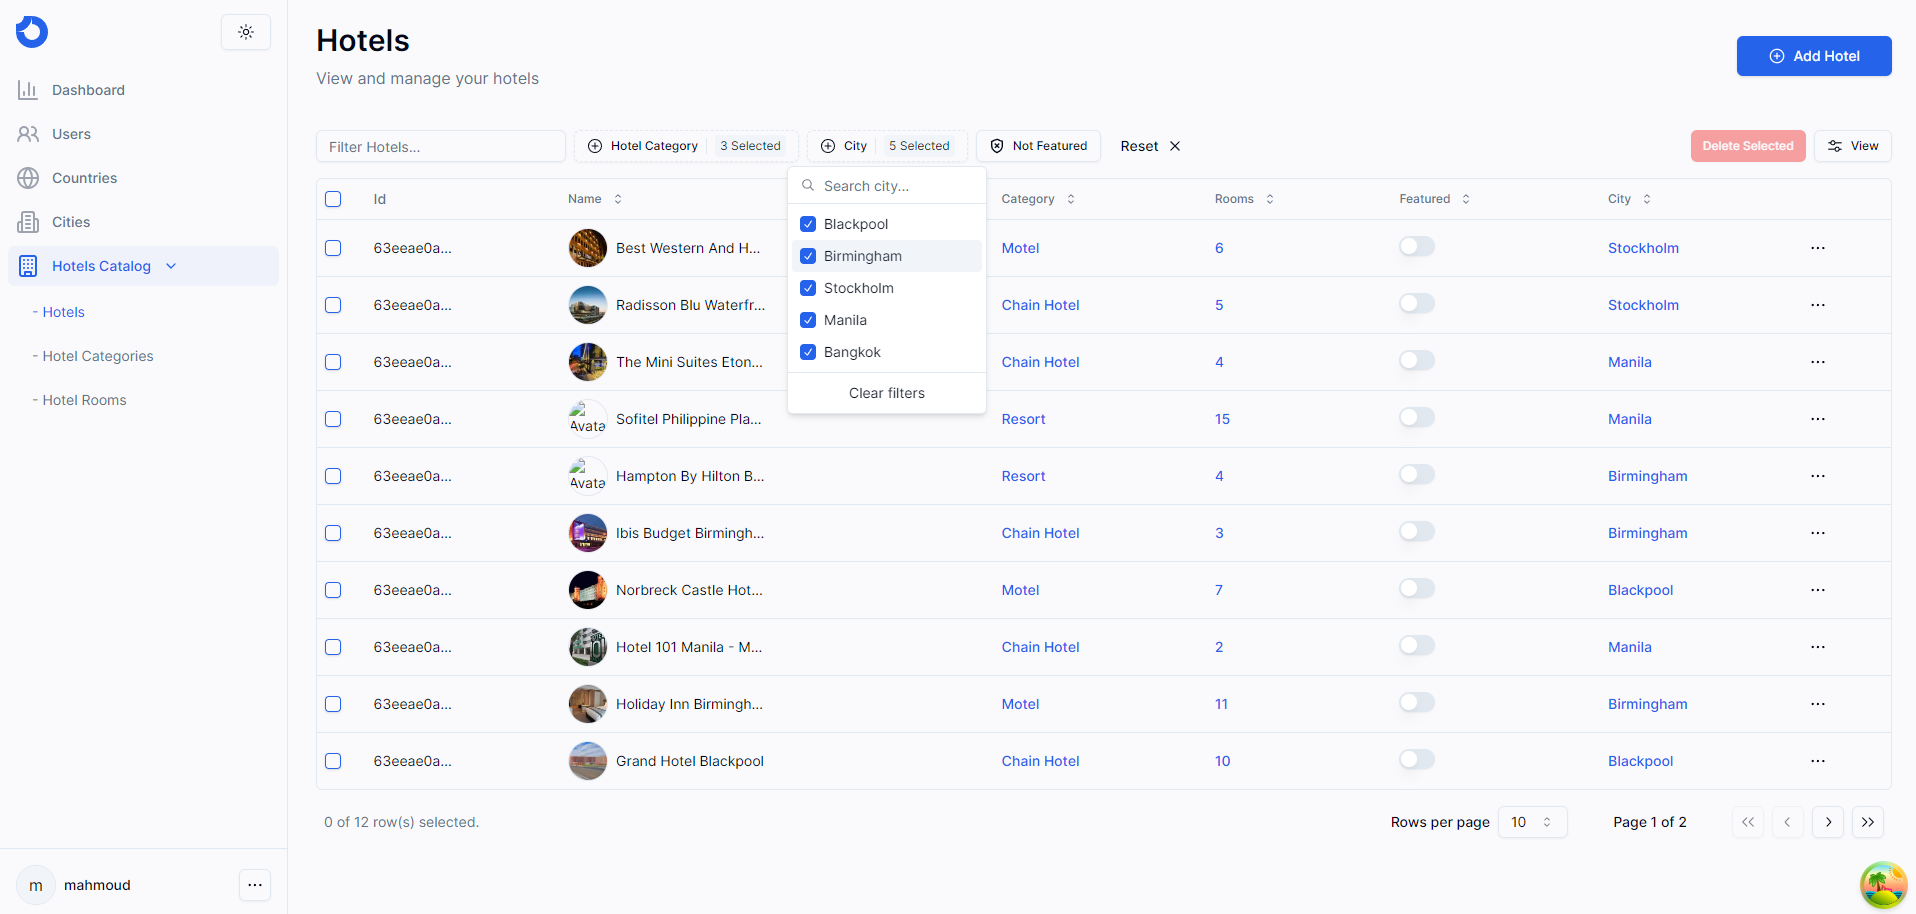 Dashboard
Users
Countries
Cities
Hotels Catalog
- Hotels
- Hotel Categories
- Hotel Rooms
m mahmoud
Hotels
View and manage your hotels
Add Hotel
Filter Hotels...
Hotel Category 3 Selected
City 5 Selected
Not Featured
Reset
Delete Selected
View
Search city...
Blackpool
Birmingham
Stockholm
Manila
Bangkok
Clear filters
Id Name Category Rooms Featured City
63eeae0a... Best Western And H... Motel 6 Stockholm
63eeae0a... Radisson Blu Waterfr... Chain Hotel 5 Stockholm
63eeae0a... The Mini Suites Eton... Chain Hotel 4 Manila
63eeae0a... Avata Sofitel Philippine Pla... Resort 15 Manila
63eeae0a... Avata Hampton By Hilton B... Resort 4 Birmingham
63eeae0a... Ibis Budget Birmingh... Chain Hotel 3 Birmingham
63eeae0a... Norbreck Castle Hot... Motel 7 Blackpool
63eeae0a... Hotel 101 Manila - M... Chain Hotel 2 Manila
63eeae0a... Holiday Inn Birmingh... Motel 11 Birmingham
63eeae0a... Grand Hotel Blackpool Chain Hotel 10 Blackpool
0 of 12 row(s) selected.
Rows per page 10
Page 1 of 2